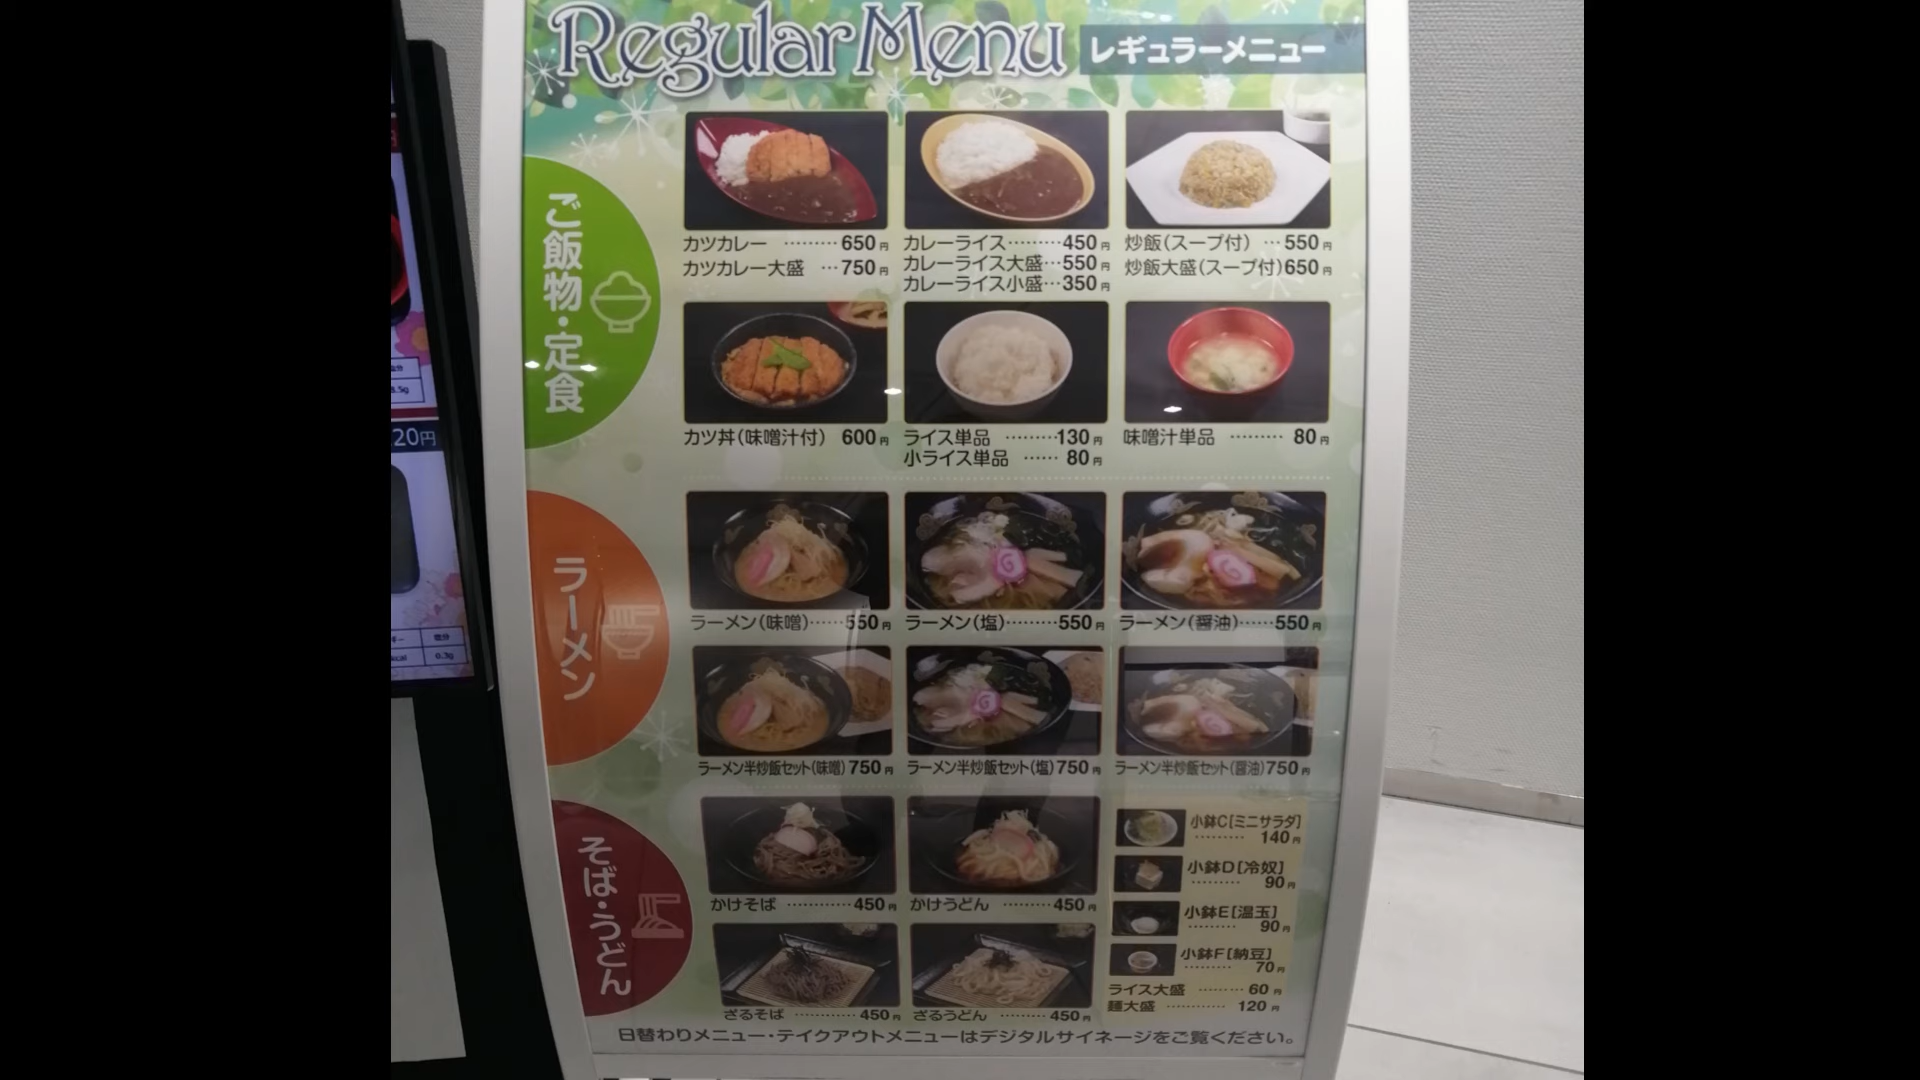 Regular Menu
レギュラーメニュー
ご飯物・定食
カツカレー ………650円
カツカレー大盛 …750円
カレーライス………450円
カレーライス大盛…550円
カレーライス小盛…350円
炒飯(スープ付) …550円
炒飯大盛(スープ付)650円
カツ丼(味噌汁付) 600円
ライス単品 ………130円
小ライス単品 ……80円
味噌汁単品 ………80円
ラーメン
ラーメン(味噌)……550円
ラーメン(塩)………550円
ラーメン(醤油)……550円
ラーメン半炒飯セット(味噌)750円
ラーメン半炒飯セット(塩)750円
ラーメン半炒飯セット(醤油)750円
そば・うどん
かけそば …………450円
かけうどん ………450円
ざるそば …………450円
ざるうどん ………450円
小鉢C[ミニサラダ]
………140円
小鉢D[冷奴]
………90円
小鉢E[温玉]
………90円
小鉢F[納豆]
………70円
ライス大盛 ………60円
麺大盛 …………120円
日替わりメニュー・テイクアウトメニューはデジタルサイネージをご覧ください。
20円
塩分
0.3g